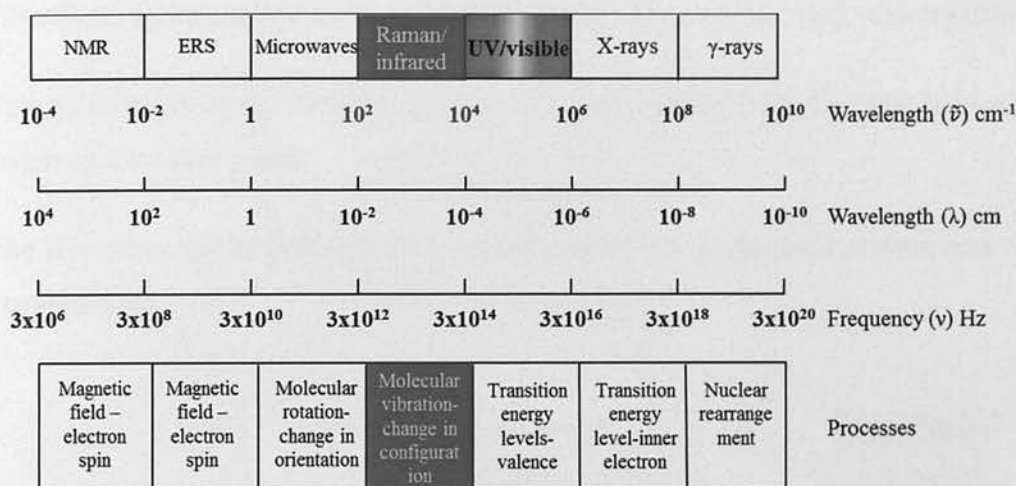 NMR ERS Microwaves Raman/ infrared UV/visible X-rays γ-rays
10⁻⁴ 10⁻² 1 10² 10⁴ 10⁶ 10⁸ 10¹⁰ Wavelength (ν̃) cm⁻¹
10⁴ 10² 1 10⁻² 10⁻⁴ 10⁻⁶ 10⁻⁸ 10⁻¹⁰ Wavelength (λ) cm
3x10⁶ 3x10⁸ 3x10¹⁰ 3x10¹² 3x10¹⁴ 3x10¹⁶ 3x10¹⁸ 3x10²⁰ Frequency (ν) Hz
Magnetic
field –
electron
spin
Magnetic
field –
electron
spin
Molecular
rotation-
change in
orientation
Molecular
vibration-
change in
configurat
ion
Transition
energy
levels-
valence
Transition
energy
level-inner
electron
Nuclear
rearrange
ment
Processes